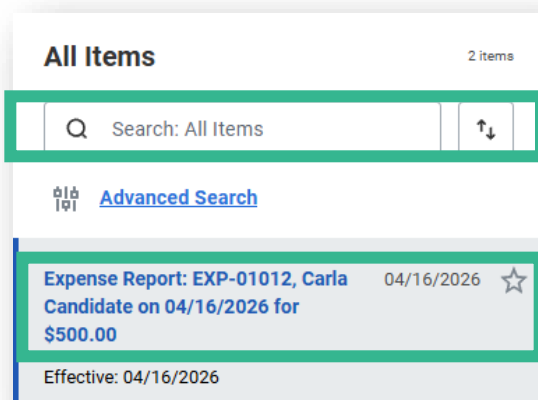 All Items
2 items
Search: All Items
Advanced Search
Expense Report: EXP-01012, Carla
Candidate on 04/16/2026 for
$500.00
04/16/2026
Effective: 04/16/2026